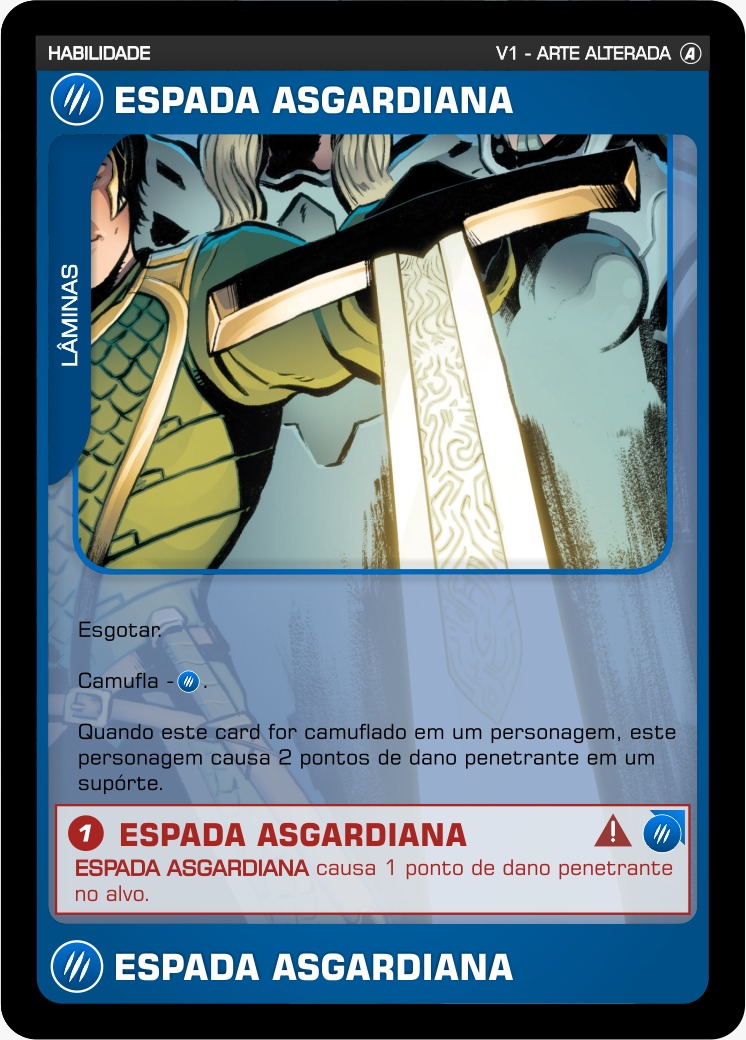 HABILIDADE
V1 - ARTE ALTERADA A
ESPADA ASGARDIANA
LÂMINAS
Esgotar.
Camufla - .
Quando este card for camuflado em um personagem, este
personagem causa 2 pontos de dano penetrante em um
supórte.
1 ESPADA ASGARDIANA
ESPADA ASGARDIANA causa 1 ponto de dano penetrante
no alvo.
ESPADA ASGARDIANA